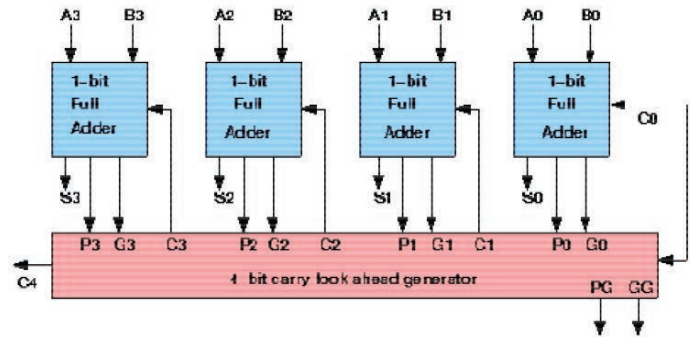 A3 B3 A2 B2 A1 B1 A0 B0
1-bit Full Adder
1-bit Full Adder
1-bit Full Adder
1-bit Full Adder
C0
S3 S2 S1 S0
P3 G3 C3 P2 G2 C2 P1 G1 C1 P0 G0
C4
4 bit carry look ahead generator
PG GG